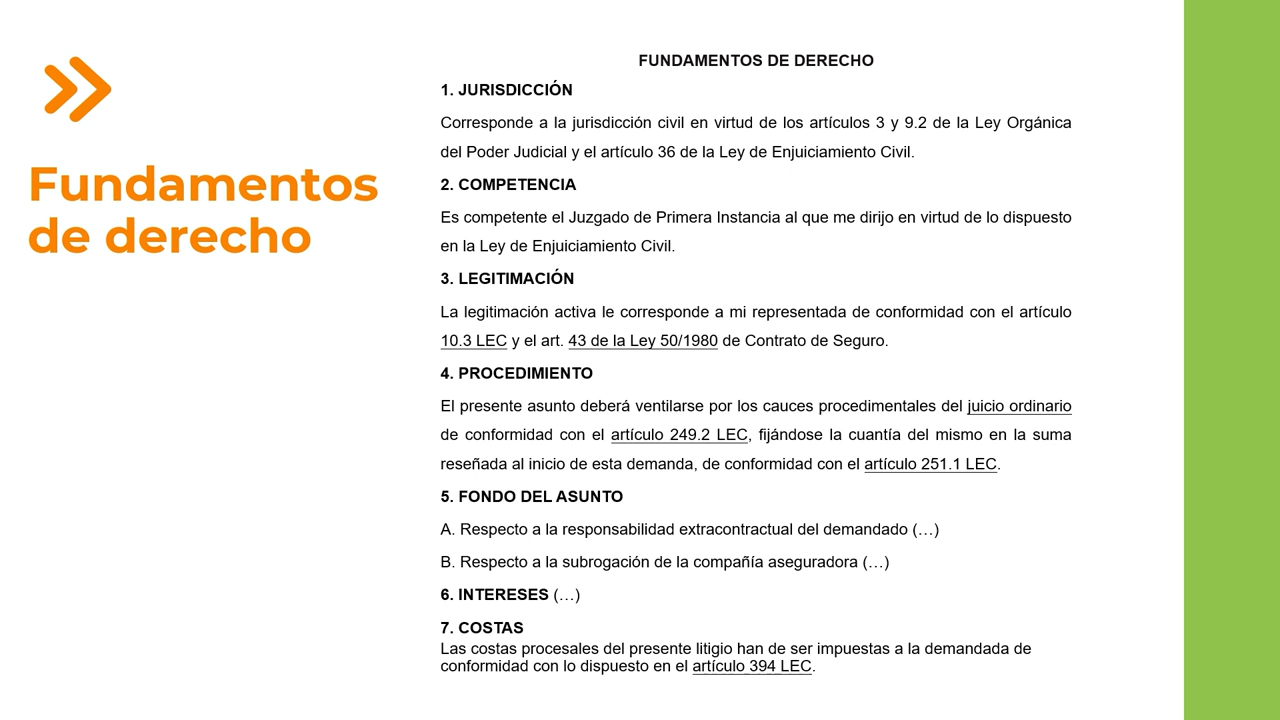 Fundamentos
de derecho
FUNDAMENTOS DE DERECHO
1. JURISDICCIÓN
Corresponde a la jurisdicción civil en virtud de los artículos 3 y 9.2 de la Ley Orgánica
del Poder Judicial y el artículo 36 de la Ley de Enjuiciamiento Civil.
2. COMPETENCIA
Es competente el Juzgado de Primera Instancia al que me dirijo en virtud de lo dispuesto
en la Ley de Enjuiciamiento Civil.
3. LEGITIMACIÓN
La legitimación activa le corresponde a mi representada de conformidad con el artículo
10.3 LEC y el art. 43 de la Ley 50/1980 de Contrato de Seguro.
4. PROCEDIMIENTO
El presente asunto deberá ventilarse por los cauces procedimentales del juicio ordinario
de conformidad con el artículo 249.2 LEC, fijándose la cuantía del mismo en la suma
reseñada al inicio de esta demanda, de conformidad con el artículo 251.1 LEC.
5. FONDO DEL ASUNTO
A. Respecto a la responsabilidad extracontractual del demandado (…)
B. Respecto a la subrogación de la compañía aseguradora (…)
6. INTERESES (…)
7. COSTAS
Las costas procesales del presente litigio han de ser impuestas a la demandada de
conformidad con lo dispuesto en el artículo 394 LEC.